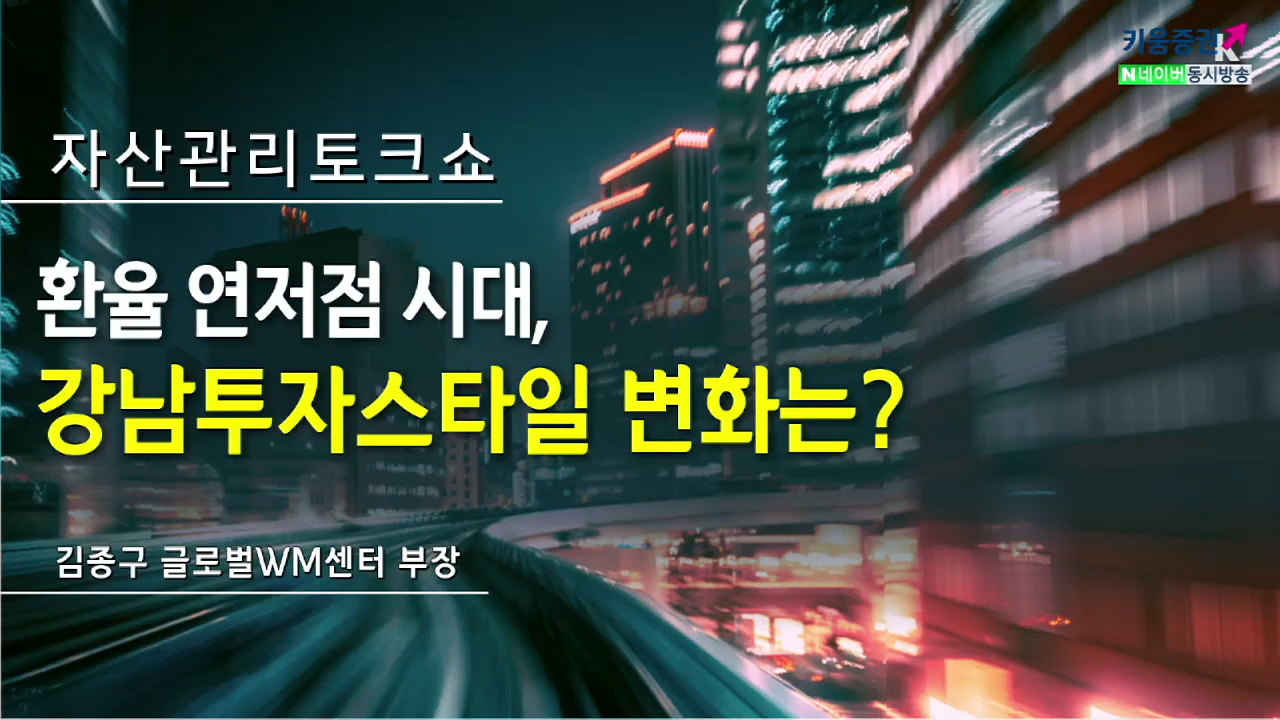 키움증권
N 네이버 동시방송
자산관리토크쇼
환율 연저점 시대,
강남투자스타일 변화는?
김종구 글로벌WM센터 부장